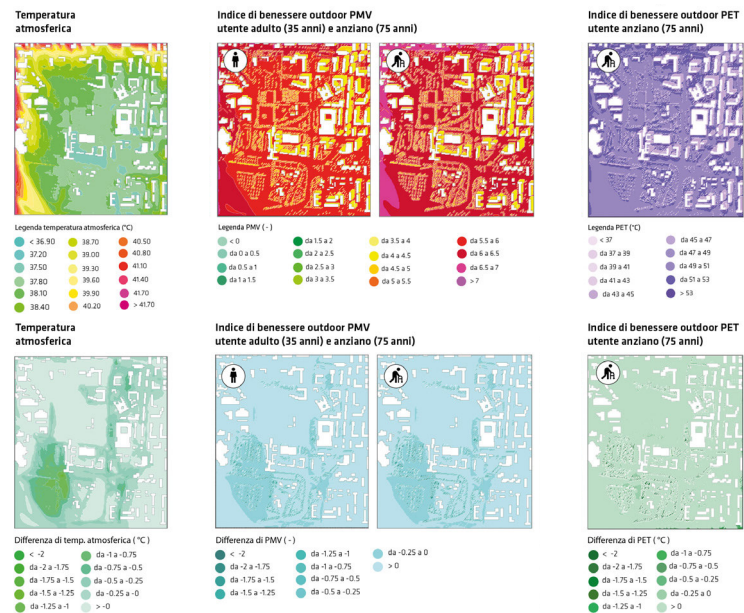 Temperatura
atmosferica
Indice di benessere outdoor PMV
utente adulto (35 anni) e anziano (75 anni)
Indice di benessere outdoor PET
utente anziano (75 anni)
Legenda temperatura atmosferica (°C)
< 36.90
37.20
37.50
37.80
38.10
38.40
38.70
39.00
39.30
39.60
39.90
40.20
40.50
40.80
41.10
41.40
41.70
> 41.70
Legenda PMV ( - )
< 0
da 0 a 0.5
da 0.5 a 1
da 1 a 1.5
da 1.5 a 2
da 2 a 2.5
da 2.5 a 3
da 3 a 3.5
da 3.5 a 4
da 4 a 4.5
da 4.5 a 5
da 5 a 5.5
da 5.5 a 6
da 6 a 6.5
da 6.5 a 7
> 7
Legenda PET (°C)
< 37
da 37 a 39
da 39 a 41
da 41 a 43
da 43 a 45
da 45 a 47
da 47 a 49
da 49 a 51
da 51 a 53
> 53
Temperatura
atmosferica
Indice di benessere outdoor PMV
utente adulto (35 anni) e anziano (75 anni)
Indice di benessere outdoor PET
utente anziano (75 anni)
Differenza di temp. atmosferica ( °C )
< -2
da -2 a -1.75
da -1.75 a -1.5
da -1.5 a -1.25
da -1.25 a -1
da -1 a -0.75
da -0.75 a -0.5
da -0.5 a -0.25
da -0.25 a -0
> -0
Differenza di PMV ( - )
< -2
da -2 a -1.75
da -1.75 a -1.5
da -1.5 a -1.25
da -1.25 a -1
da -1 a -0.75
da -0.75 a -0.5
da -0.5 a -0.25
da -0.25 a 0
> 0
Differenza di PET ( °C )
< -2
da -2 a -1.75
da -1.75 a -1.5
da -1.5 a -1.25
da -1.25 a -1
da -1 a -0.75
da -0.75 a -0.5
da -0.5 a -0.25
da -0.25 a 0
> 0